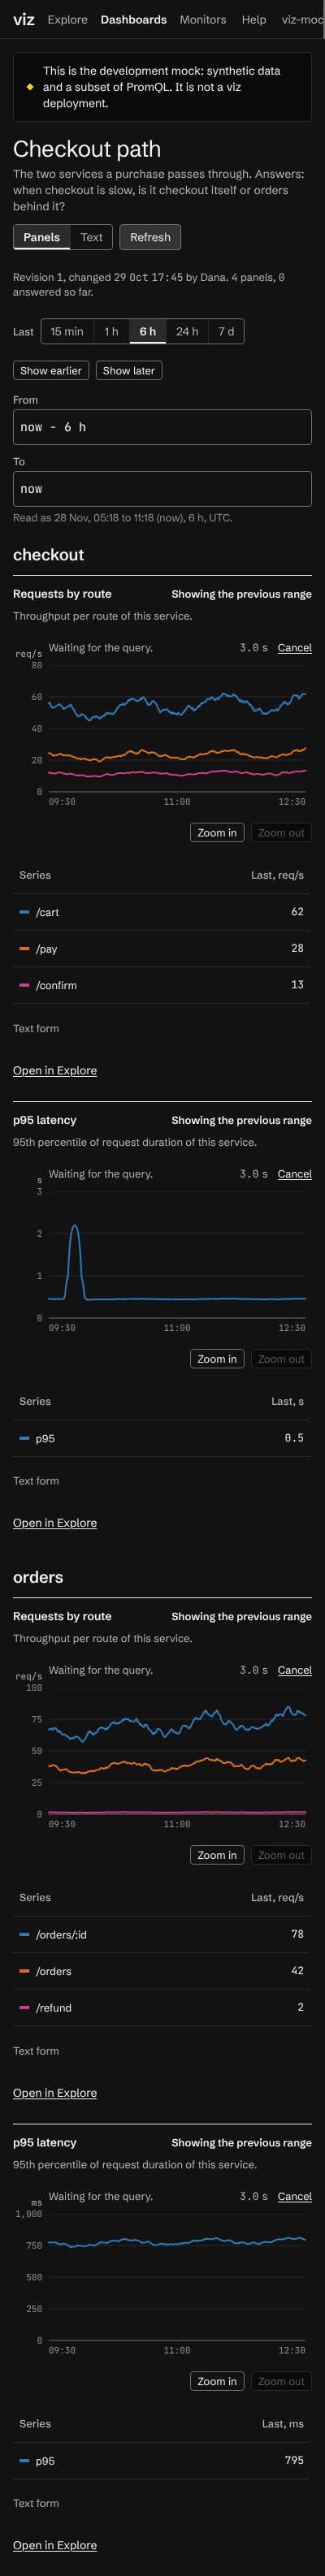 viz Explore Dashboards Monitors Help viz-moc
This is the development mock: synthetic data
and a subset of PromQL. It is not a viz
deployment.
Checkout path
The two services a purchase passes through. Answers:
when checkout is slow, is it checkout itself or orders
behind it?
Panels Text Refresh
Revision 1, changed 29 Oct 17:45 by Dana. 4 panels, 0
answered so far.
Last 15 min 1 h 6 h 24 h 7 d
Show earlier Show later
From
now - 6 h
To
now
Read as 28 Nov, 05:18 to 11:18 (now), 6 h, UTC.
checkout
Requests by route Showing the previous range
Throughput per route of this service.
Waiting for the query. 3.0 s Cancel
req/s
80
60
40
20
0
09:30 11:00 12:30
Zoom in Zoom out
Series Last, req/s
/cart 62
/pay 28
/confirm 13
Text form
Open in Explore
p95 latency Showing the previous range
95th percentile of request duration of this service.
Waiting for the query. 3.0 s Cancel
s
3
2
1
0
09:30 11:00 12:30
Zoom in Zoom out
Series Last, s
p95 0.5
Text form
Open in Explore
orders
Requests by route Showing the previous range
Throughput per route of this service.
Waiting for the query. 3.0 s Cancel
req/s
100
75
50
25
0
09:30 11:00 12:30
Zoom in Zoom out
Series Last, req/s
/orders/:id 78
/orders 42
/refund 2
Text form
Open in Explore
p95 latency Showing the previous range
95th percentile of request duration of this service.
Waiting for the query. 3.0 s Cancel
ms
1,000
750
500
250
0
09:30 11:00 12:30
Zoom in Zoom out
Series Last, ms
p95 795
Text form
Open in Explore